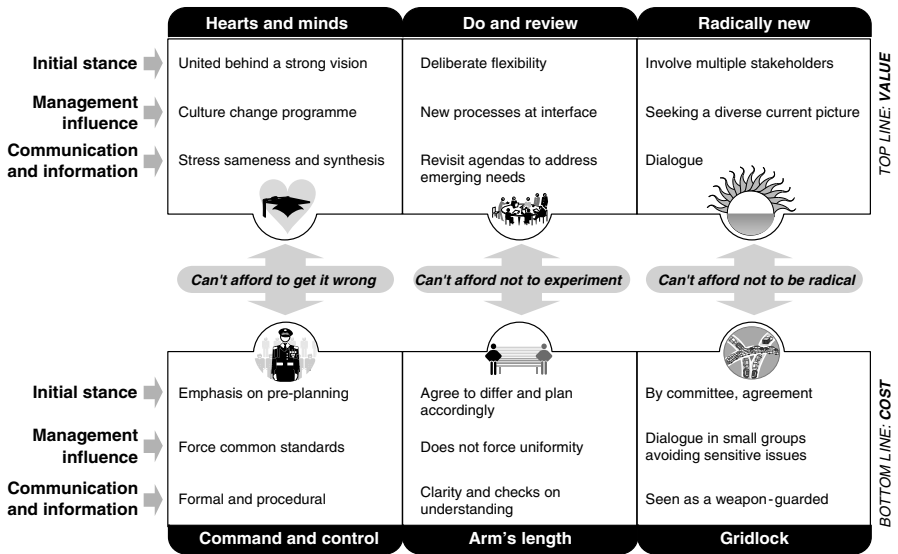 Hearts and minds
Do and review
Radically new
Initial stance
United behind a strong vision
Deliberate flexibility
Involve multiple stakeholders
Management
influence
Culture change programme
New processes at interface
Seeking a diverse current picture
Communication
and information
Stress sameness and synthesis
Revisit agendas to address
emerging needs
Dialogue
TOP LINE: VALUE
Can't afford to get it wrong
Can't afford not to experiment
Can't afford not to be radical
Initial stance
Emphasis on pre-planning
Agree to differ and plan
accordingly
By committee, agreement
Management
influence
Force common standards
Does not force uniformity
Dialogue in small groups
avoiding sensitive issues
Communication
and information
Formal and procedural
Clarity and checks on
understanding
Seen as a weapon-guarded
BOTTOM LINE: COST
Command and control
Arm's length
Gridlock